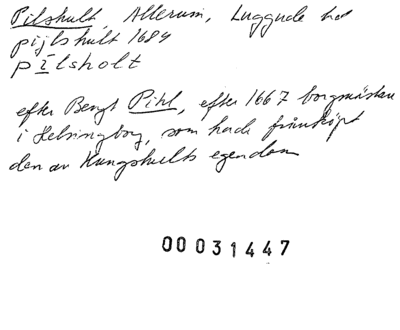 Pilshult, Allerum, Luggude hd
pijlshult 1684
pilsholt
efter Bengt Pihl, efter 1667 borgmästare
i Helsingborg, som hade frånköpt
den av Kungshults egendom
00031447